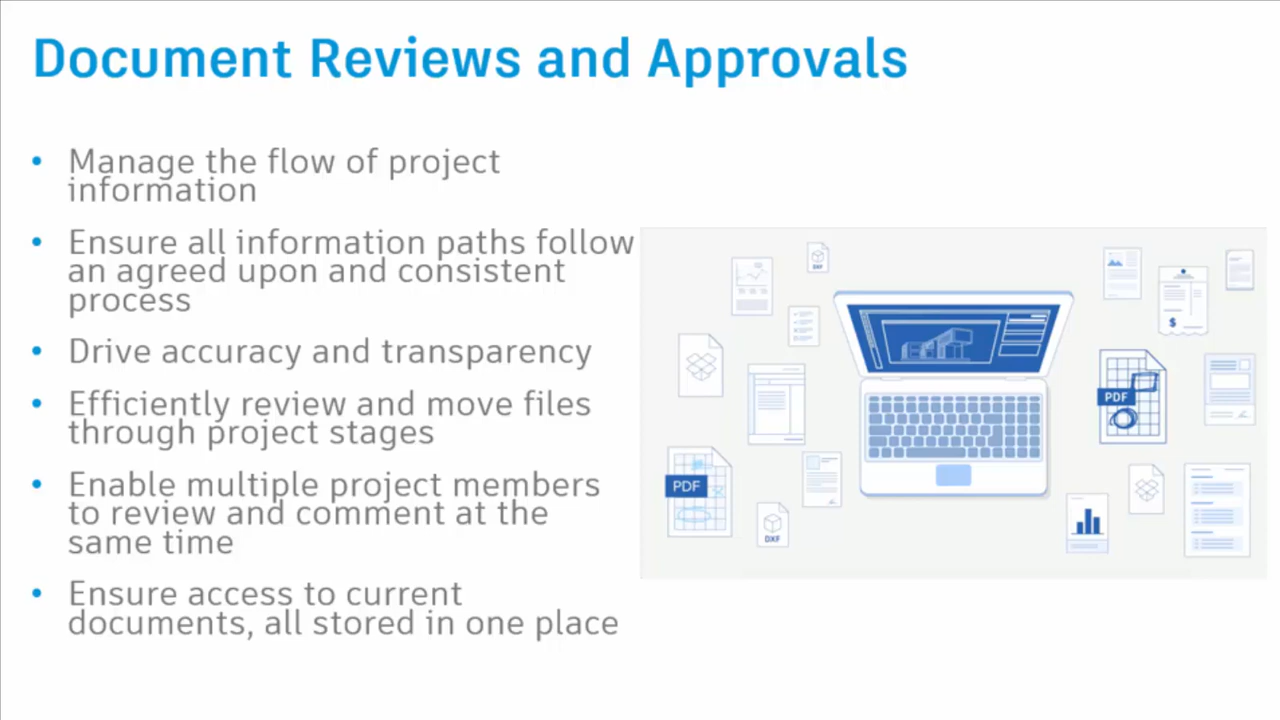 Document Reviews and Approvals
• Manage the flow of project
information
• Ensure all information paths follow
an agreed upon and consistent
process
• Drive accuracy and transparency
• Efficiently review and move files
through project stages
• Enable multiple project members
to review and comment at the
same time
• Ensure access to current
documents, all stored in one place
DXF
PDF
$
PDF
DXF